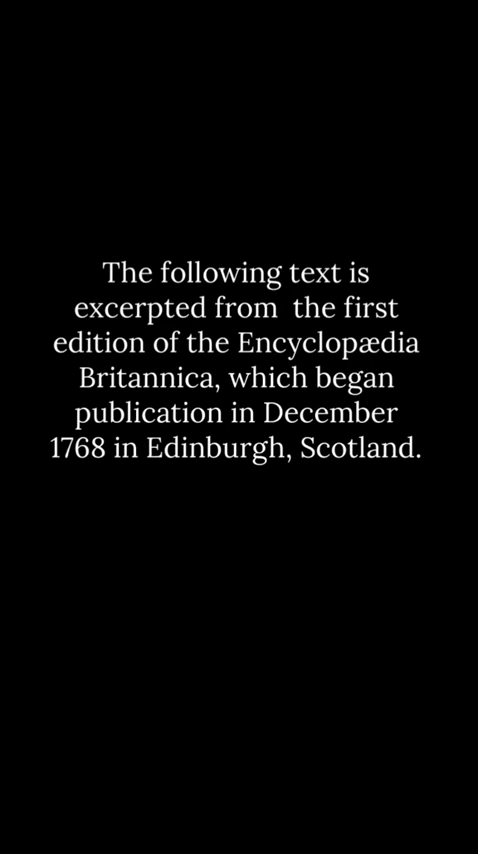 The following text is
excerpted from  the first
edition of the Encyclopædia
Britannica, which began
publication in December
1768 in Edinburgh, Scotland.